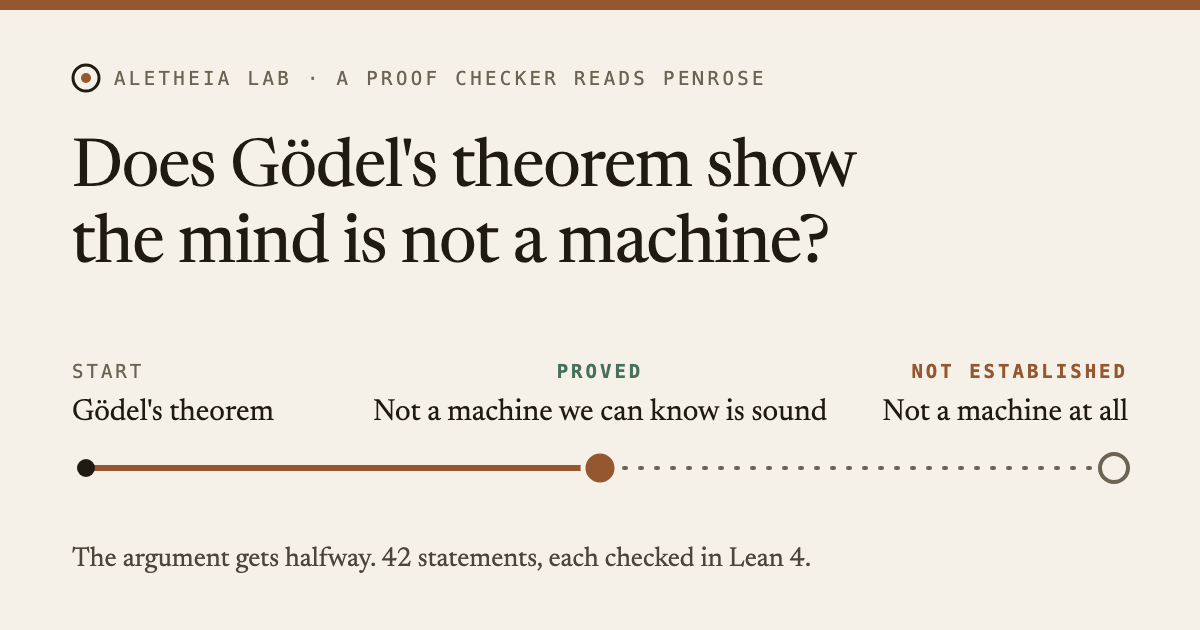 ALETHEIA LAB · A PROOF CHECKER READS PENROSE
Does Gödel's theorem show
the mind is not a machine?
START
Gödel's theorem
PROVED
Not a machine we can know is sound
NOT ESTABLISHED
Not a machine at all
The argument gets halfway. 42 statements, each checked in Lean 4.